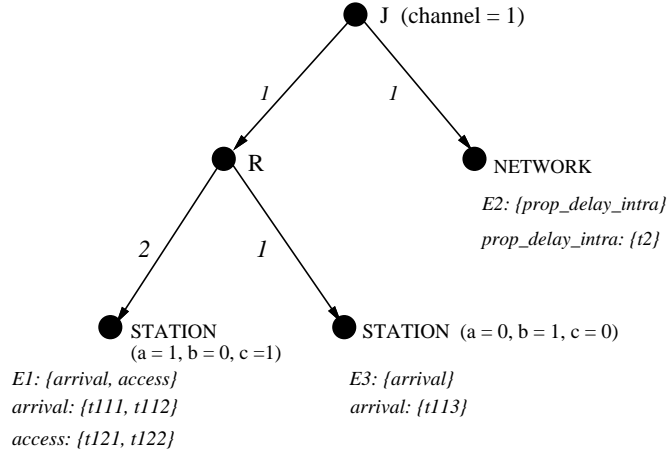 J (channel = 1)
1
1
R
NETWORK
E2: {prop_delay_intra}
prop_delay_intra: {t2}
2
1
STATION
(a = 1, b = 0, c =1)
STATION (a = 0, b = 1, c = 0)
E1: {arrival, access}
arrival: {t111, t112}
access: {t121, t122}
E3: {arrival}
arrival: {t113}